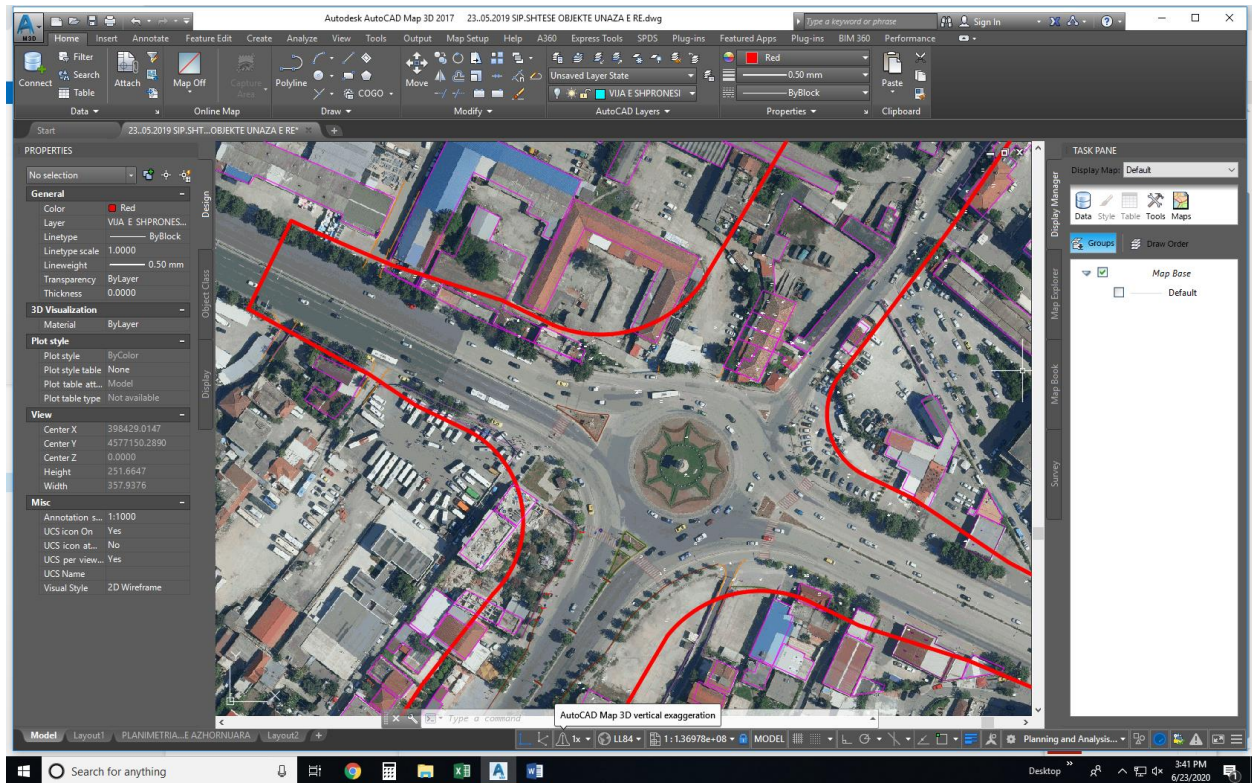 Autodesk AutoCAD Map 3D 2017 23..05.2019 SIP.SHTESE OBJEKTE UNAZA E RE.dwg
Type a keyword or phrase
Sign In
M3D
Home Insert Annotate Feature Edit Create Analyze View Tools Output Map Setup Help A360 Express Tools SPDS Plug-ins Featured Apps Plug-ins BIM 360 Performance
Connect
Filter
Search
Table
Attach
Map Off
Capture Area
Polyline
COGO
Move
Unsaved Layer State
VIJA E SHPRONESI
Red
0.50 mm
ByBlock
Paste
Data Online Map Draw Modify AutoCAD Layers Properties Clipboard
Start 23..05.2019 SIP.SHT...OBJEKTE UNAZA E RE*
PROPERTIES
No selection
General
Color Red
Layer VIJA E SHPRONES...
Linetype ByBlock
Linetype scale 1.0000
Lineweight 0.50 mm
Transparency ByLayer
Thickness 0.0000
3D Visualization
Material ByLayer
Plot style
Plot style ByColor
Plot style table None
Plot table att... Model
Plot table type Not available
View
Center X 398429.0147
Center Y 4577150.2890
Center Z 0.0000
Height 251.6647
Width 357.9376
Misc
Annotation s... 1:1000
UCS icon On Yes
UCS icon at... No
UCS per view... Yes
UCS Name
Visual Style 2D Wireframe
Design
Object Class
Display
TASK PANE
Display Map: Default
Data Style Table Tools Maps
Groups Draw Order
Map Base
Default
Display Manager
Map Explorer
Map Book
Survey
Type a command
AutoCAD Map 3D vertical exaggeration
Model Layout1 PLANIMETRIA...E AZHORNUARA Layout2
1x LL84 1:1.36978e+08 MODEL Planning and Analysis...
Search for anything
Desktop
3:41 PM
6/23/2020